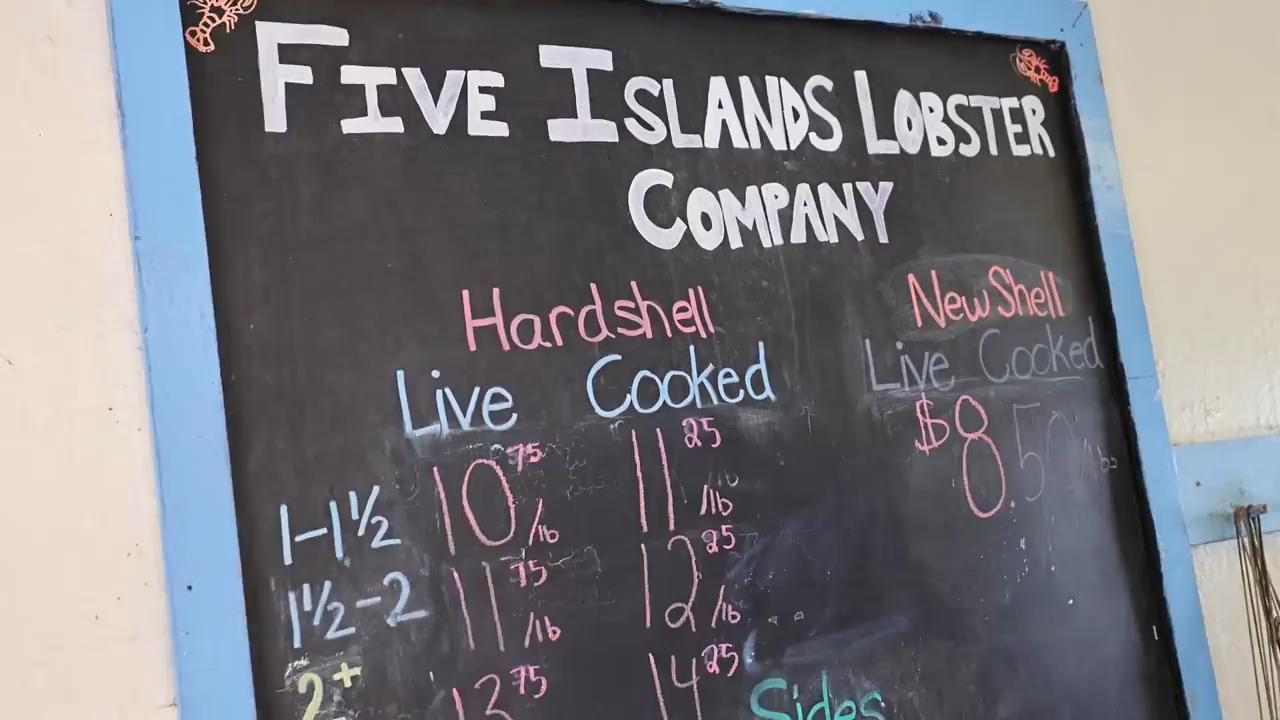 FIVE ISLANDS LOBSTER
COMPANY
Hardshell New Shell
Live Cooked Live Cooked
1-1½ 10 75 /lb 11 25 /lb $8.50
1½-2 11 75 /lb 12 25 /lb
2+ 13 75 14 25
Sides